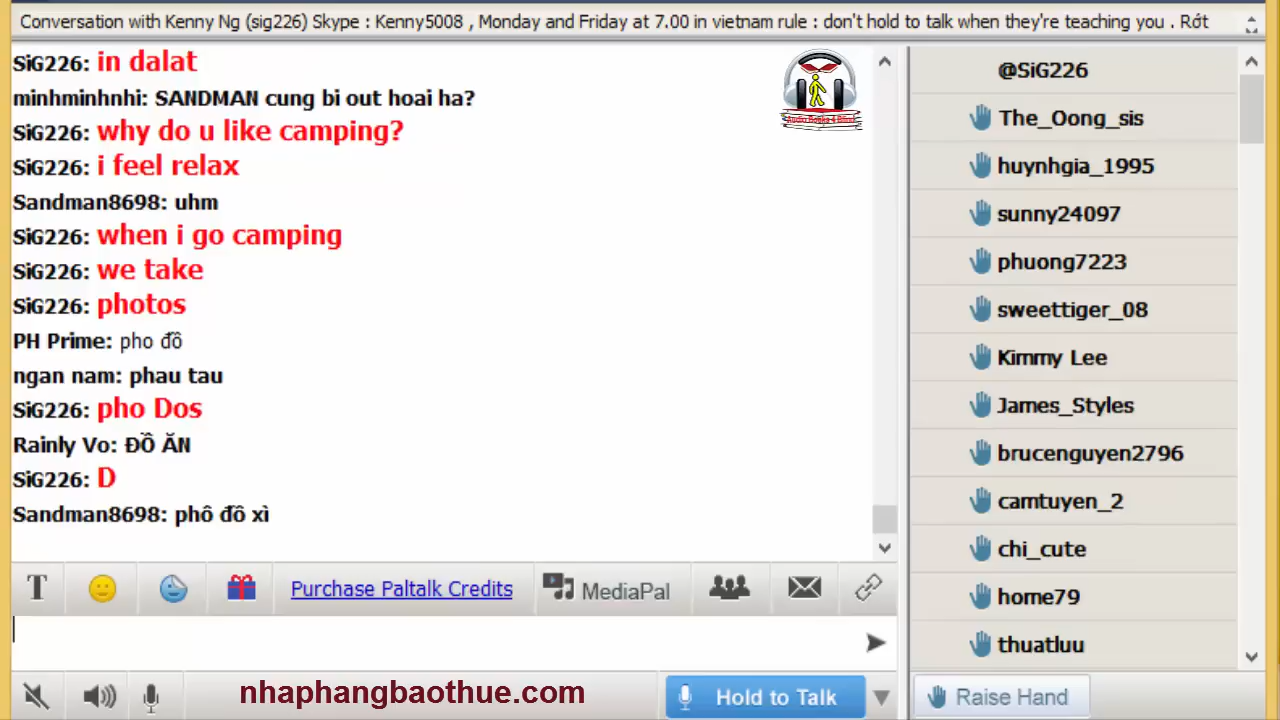 Conversation with Kenny Ng (sig226) Skype : Kenny5008 , Monday and Friday at 7.00 in vietnam rule : don't hold to talk when they're teaching you . Rớt
SiG226: in dalat
minhminhnhi: SANDMAN cung bi out hoai ha?
SiG226: why do u like camping?
SiG226: i feel relax
Sandman8698: uhm
SiG226: when i go camping
SiG226: we take
SiG226: photos
PH Prime: pho đồ
ngan nam: phau tau
SiG226: pho Dos
Rainly Vo: ĐỒ ĂN
SiG226: D
Sandman8698: phô đồ xì
T
Purchase Paltalk Credits
MediaPal
nhaphangbaothue.com
Hold to Talk
@SiG226
The_Oong_sis
huynhgia_1995
sunny24097
phuong7223
sweettiger_08
Kimmy Lee
James_Styles
brucenguyen2796
camtuyen_2
chi_cute
home79
thuatluu
Raise Hand